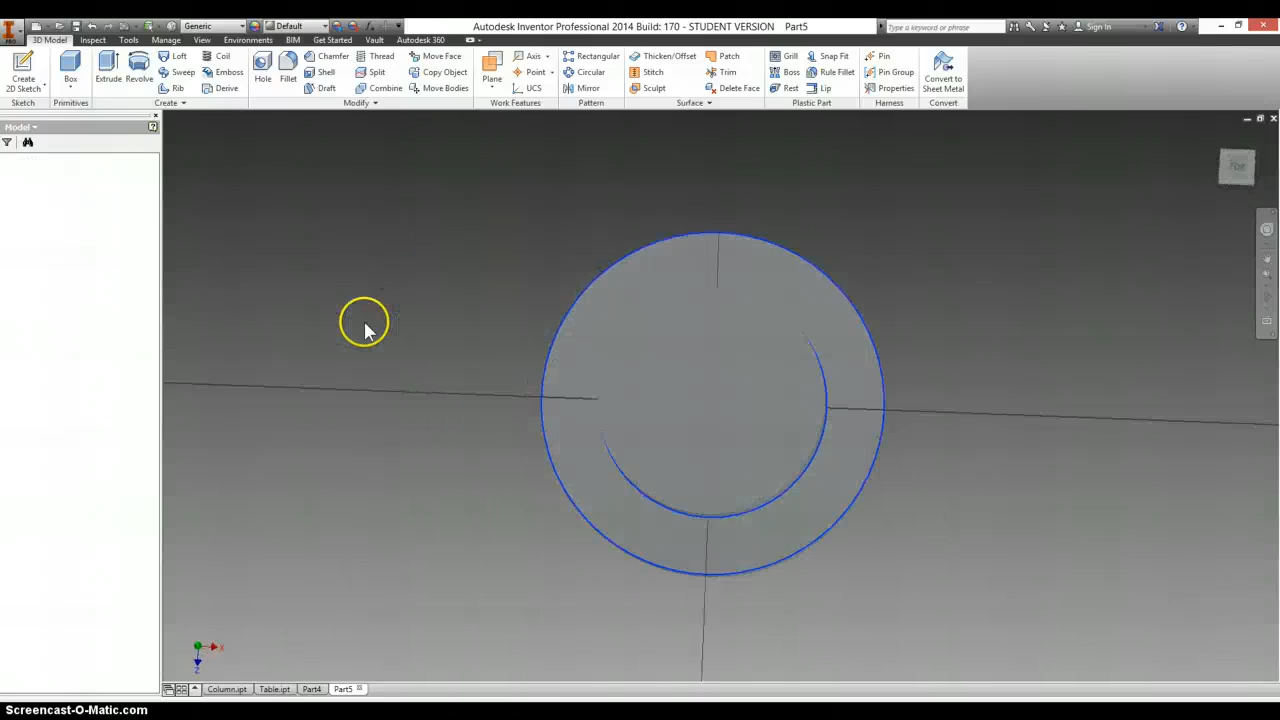 Generic Default Autodesk Inventor Professional 2014 Build: 170 - STUDENT VERSION Part5 Type a keyword or phrase Sign In
PRO 3D Model Inspect Tools Manage View Environments BIM Get Started Vault Autodesk 360
Create 2D Sketch Box Extrude Revolve Loft Sweep Rib Coil Emboss Derive Hole Fillet Chamfer Shell Draft Thread Split Combine Move Face Copy Object Move Bodies Plane Axis Point UCS Rectangular Circular Mirror Thicken/Offset Stitch Sculpt Patch Trim Delete Face Grill Boss Rest Snap Fit Rule Fillet Lip Pin Pin Group Properties Convert to Sheet Metal
Sketch Primitives Create Modify Work Features Pattern Surface Plastic Part Harness Convert
Model
TOP
X
Z
Column.ipt Table.ipt Part4 Part5
Screencast-O-Matic.com